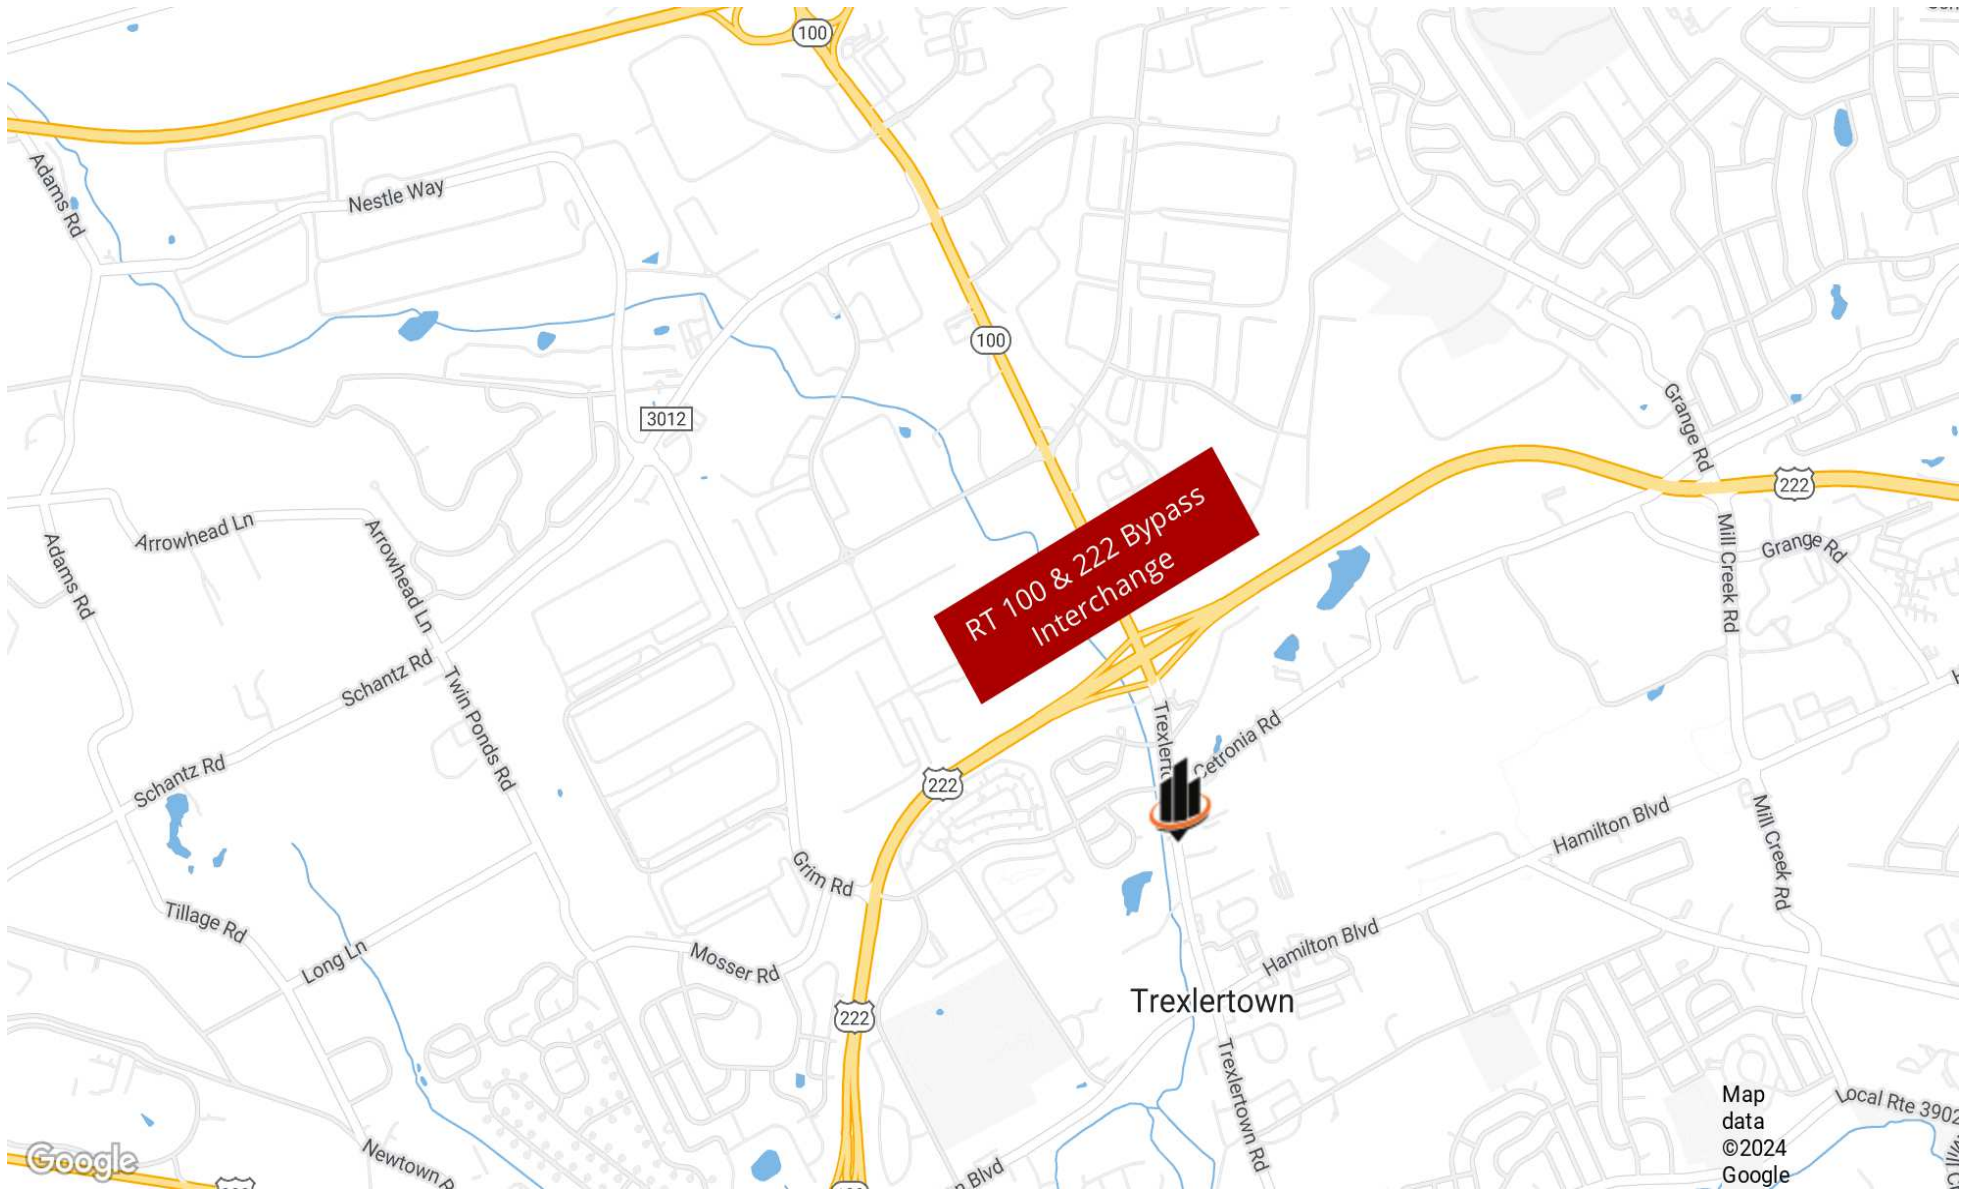 100
Adams Rd
Nestle Way
100
3012
Grange Rd
222
RT 100 & 222 Bypass
Interchange
Arrowhead Ln
Arrowhead Ln
Adams Rd
Mill Creek Rd
Grange Rd
Schantz Rd
Twin Ponds Rd
Schantz Rd
Cetronia Rd
222
Hamilton Blvd
Mill Creek Rd
Grim Rd
Tillage Rd
Long Ln
Mosser Rd
Hamilton Blvd
Trexlertown
222
Trexlertown Rd
Map
data
©2024
Google
Local Rte 3902
Google
Newtown
Blvd